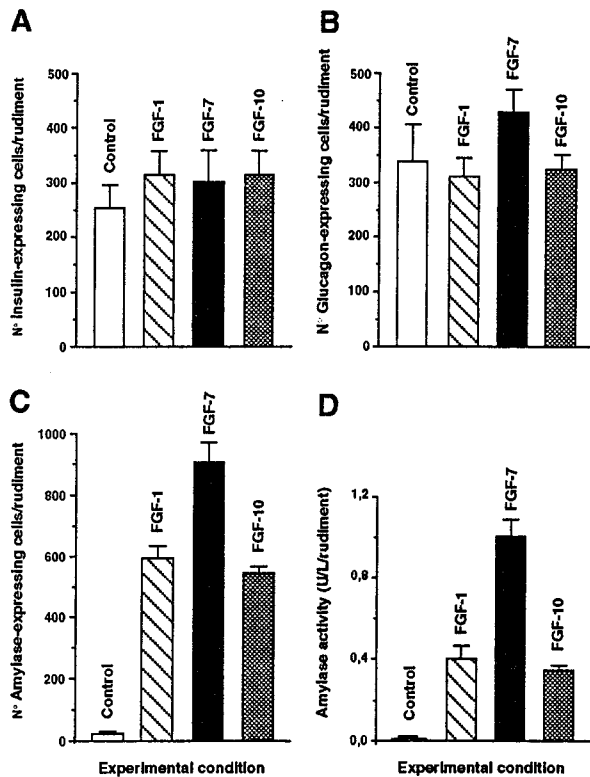 A
N° Insulin-expressing cells/rudiment
500
400
300
200
100
0
Control
FGF-1
FGF-7
FGF-10
B
N° Glucagon-expressing cells/rudiment
500
400
300
200
100
0
Control
FGF-1
FGF-7
FGF-10
C
N° Amylase-expressing cells/rudiment
1000
800
600
400
200
0
Control
FGF-1
FGF-7
FGF-10
Experimental condition
D
Amylase activity (U/L/rudiment)
1,2
0,8
0,4
0,0
Control
FGF-1
FGF-7
FGF-10
Experimental condition